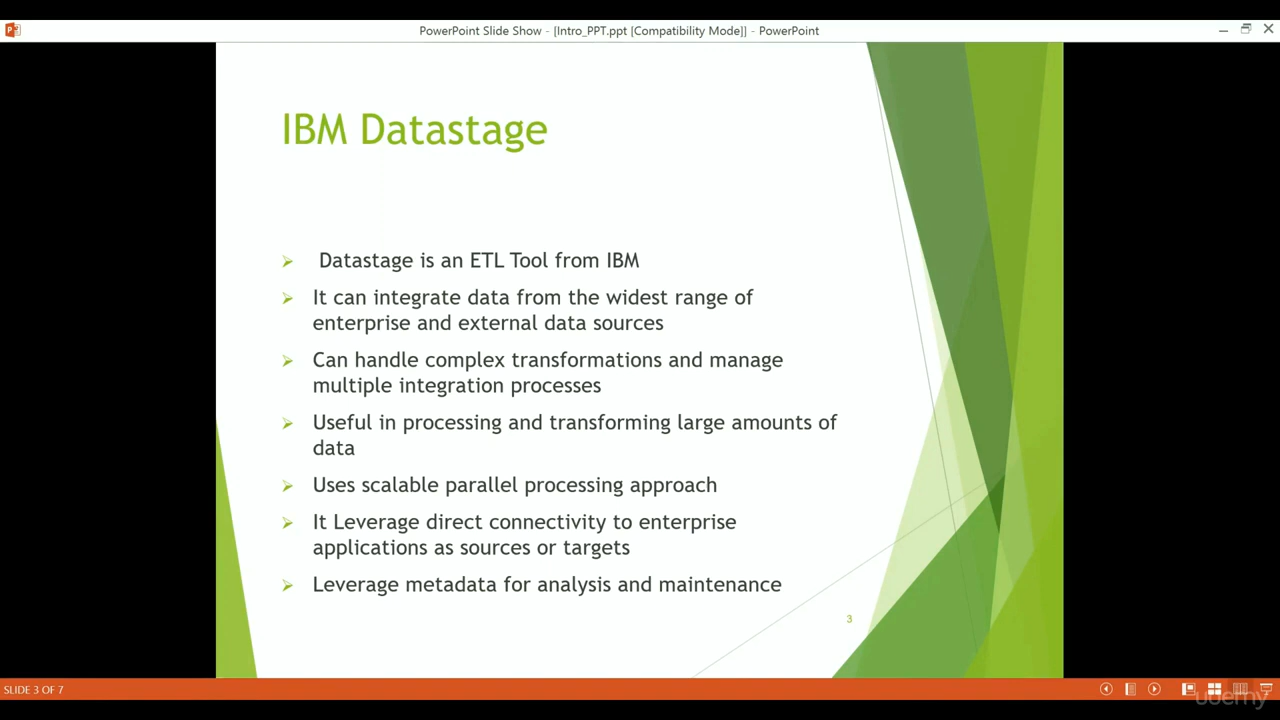 PowerPoint Slide Show - [Intro_PPT.ppt [Compatibility Mode]] - PowerPoint
IBM Datastage
Datastage is an ETL Tool from IBM
It can integrate data from the widest range of
enterprise and external data sources
Can handle complex transformations and manage
multiple integration processes
Useful in processing and transforming large amounts of
data
Uses scalable parallel processing approach
It Leverage direct connectivity to enterprise
applications as sources or targets
Leverage metadata for analysis and maintenance
3
SLIDE 3 OF 7
udemy